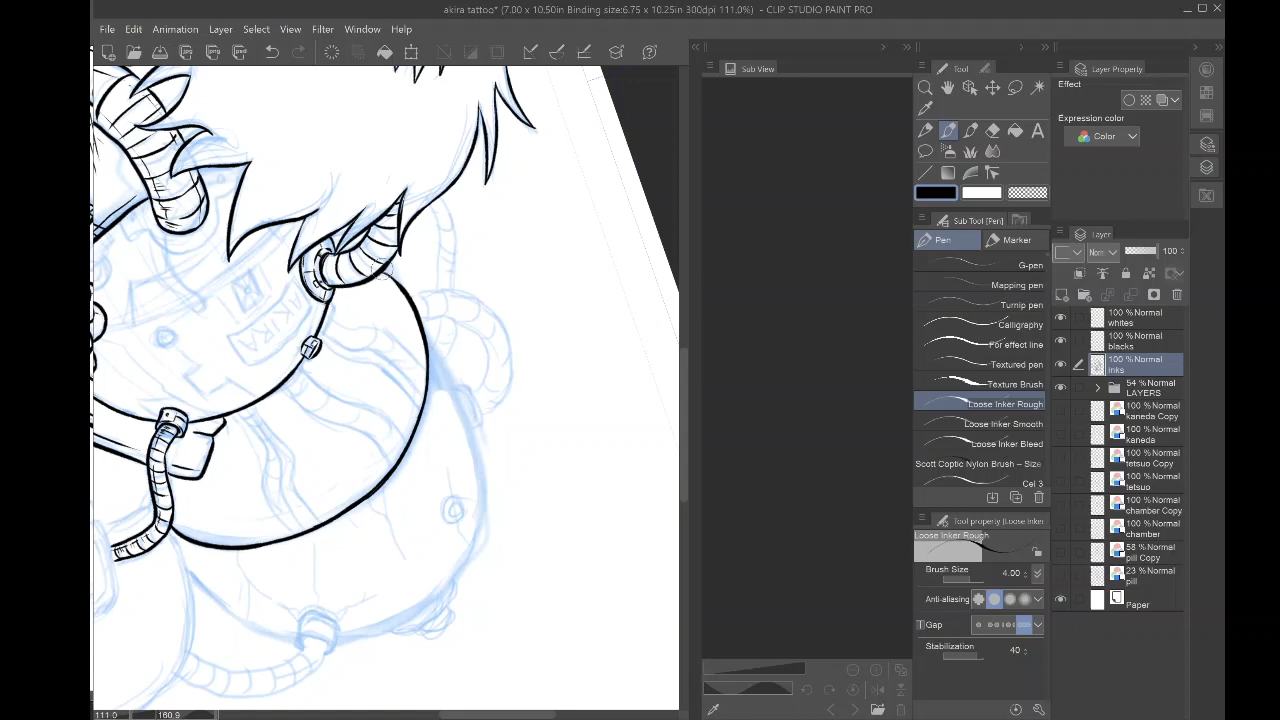 akira tattoo* (7.00 x 10.50in Binding size:6.75 x 10.25in 300dpi 111.0%) - CLIP STUDIO PAINT PRO
File Edit Animation Layer Select View Filter Window Help
Sub View
Tool
Layer Property
Effect
Expression color
Color
Sub Tool [Pen]
Pen
Marker
G-pen
Mapping pen
Turnip pen
Calligraphy
For effect line
Textured pen
Texture Brush
Loose Inker Rough
Loose Inker Smooth
Loose Inker Bleed
Scott Coptic Nylon Brush – Size
Cel 3
Tool property [Loose Inker
Loose Inker Rough
Brush Size 4.00
Anti-aliasing
Gap
Stabilization 40
Layer
Norm
100
100 %Normal
whites
100 %Normal
blacks
100 %Normal
inks
54 %Normal
LAYERS
100 %Normal
kaneda Copy
100 %Normal
kaneda
100 %Normal
tetsuo Copy
100 %Normal
tetsuo
100 %Normal
chamber Copy
100 %Normal
chamber
58 %Normal
pill Copy
23 %Normal
pill
Paper
111.0
160.9